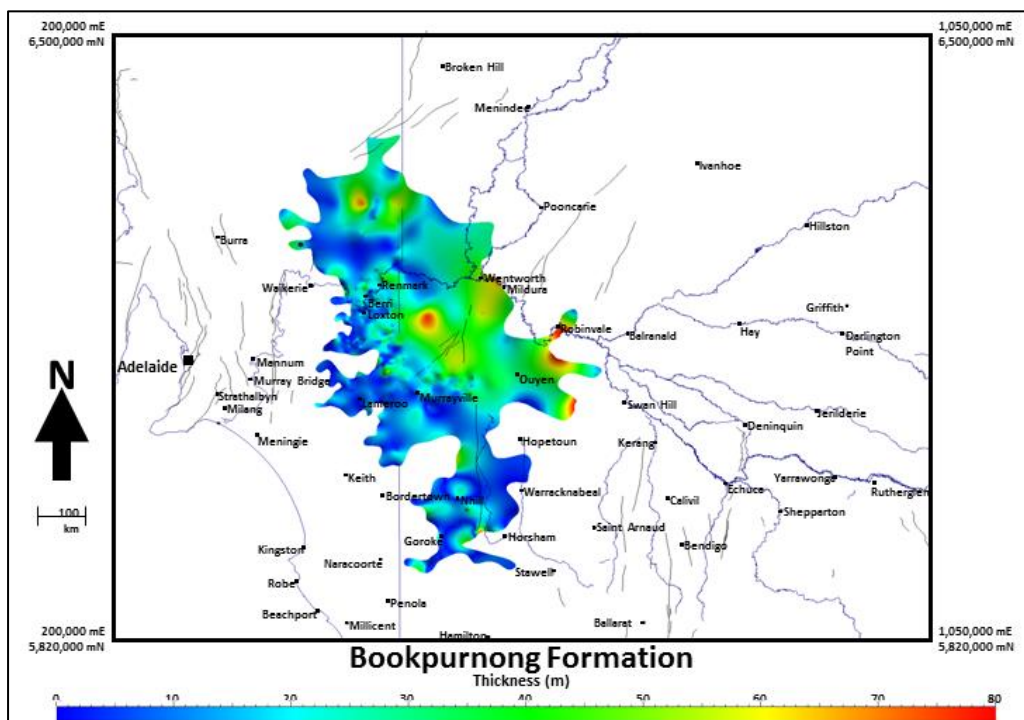 200,000 mE
6,500,000 mN
1,050,000 mE
6,500,000 mN
Broken Hill
Menindee
Ivanhoe
Pooncarie
Hillston
Burra
Wentworth
Mildura
Waikerie
Renmark
Berri
Loxton
Griffith
Robinvale
Balranald
Hay
Darlington
Point
Adelaide
Mannum
Murray Bridge
Ouyen
N
Strathalbyn
Milang
Lameroo
Murrayville
Swan Hill
Jerilderie
Deninquin
Meningie
Hopetoun
Kerang
Keith
Yarrawonga
Echuca
Rutherglen
Bordertown
Nhill
Warracknabeal
Calivil
Shepparton
100
km
Saint Arnaud
Goroke
Horsham
Bendigo
Kingston
Naracoorte
Stawell
Robe
Penola
Beachport
Millicent
Ballarat
Hamilton
200,000 mE
5,820,000 mN
1,050,000 mE
5,820,000 mN
Bookpurnong Formation
Thickness (m)
0 10 20 30 40 50 60 70 80